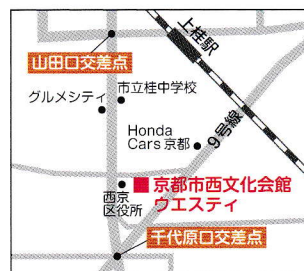 上桂駅
山田口交差点
市立桂中学校
グルメシティ
Honda
Cars 京都
9号線
京都市西文化会館
ウエスティ
西京
区役所
千代原口交差点